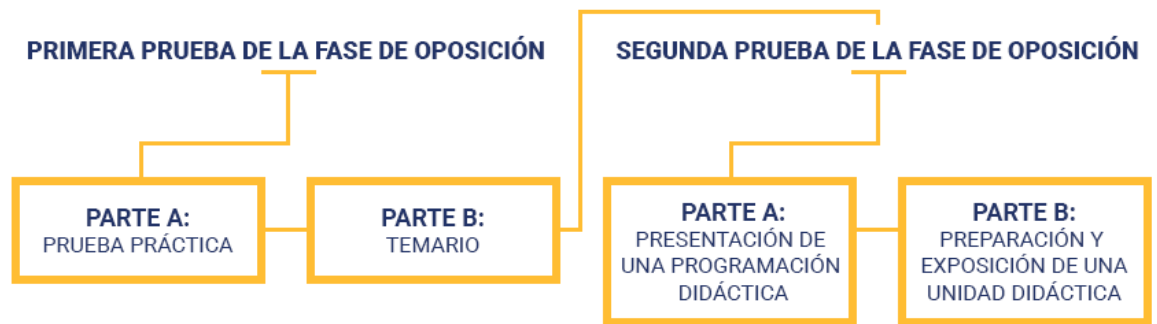 PRIMERA PRUEBA DE LA FASE DE OPOSICIÓN
SEGUNDA PRUEBA DE LA FASE DE OPOSICIÓN
PARTE A:
PRUEBA PRÁCTICA
PARTE B:
TEMARIO
PARTE A:
PRESENTACIÓN DE
UNA PROGRAMACIÓN
DIDÁCTICA
PARTE B:
PREPARACIÓN Y
EXPOSICIÓN DE UNA
UNIDAD DIDÁCTICA